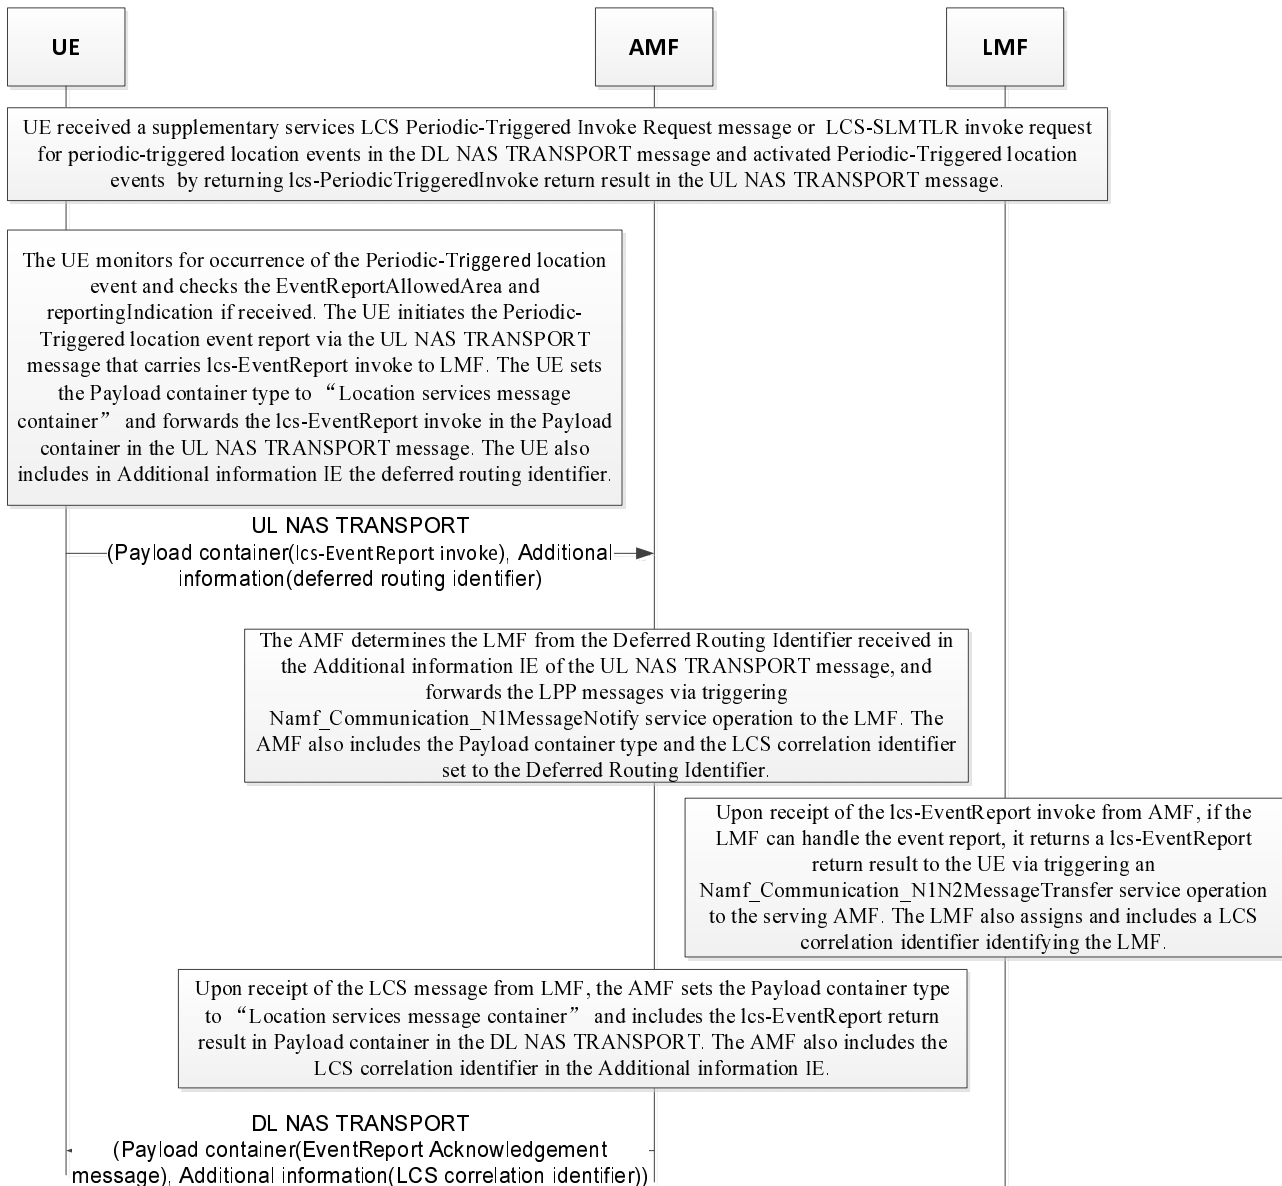 UE
AMF
LMF
UE received a supplementary services LCS Periodic-Triggered Invoke Request message or LCS-SLMTLR invoke request
for periodic-triggered location events in the DL NAS TRANSPORT message and activated Periodic-Triggered location
events by returning lcs-PeriodicTriggeredInvoke return result in the UL NAS TRANSPORT message.
The UE monitors for occurrence of the Periodic-Triggered location
event and checks the EventReportAllowedArea and
reportingIndication if received. The UE initiates the Periodic-
Triggered location event report via the UL NAS TRANSPORT
message that carries lcs-EventReport invoke to LMF. The UE sets
the Payload container type to “Location services message
container” and forwards the lcs-EventReport invoke in the Payload
container in the UL NAS TRANSPORT message. The UE also
includes in Additional information IE the deferred routing identifier.
UL NAS TRANSPORT
(Payload container(lcs-EventReport invoke), Additional
information(deferred routing identifier)
The AMF determines the LMF from the Deferred Routing Identifier received in
the Additional information IE of the UL NAS TRANSPORT message, and
forwards the LPP messages via triggering
Namf_Communication_N1MessageNotify service operation to the LMF. The
AMF also includes the Payload container type and the LCS correlation identifier
set to the Deferred Routing Identifier.
Upon receipt of the lcs-EventReport invoke from AMF, if the
LMF can handle the event report, it returns a lcs-EventReport
return result to the UE via triggering an
Namf_Communication_N1N2MessageTransfer service operation
to the serving AMF. The LMF also assigns and includes a LCS
correlation identifier identifying the LMF.
Upon receipt of the LCS message from LMF, the AMF sets the Payload container type
to “Location services message container” and includes the lcs-EventReport return
result in Payload container in the DL NAS TRANSPORT. The AMF also includes the
LCS correlation identifier in the Additional information IE.
DL NAS TRANSPORT
(Payload container(EventReport Acknowledgement
message), Additional information(LCS correlation identifier))